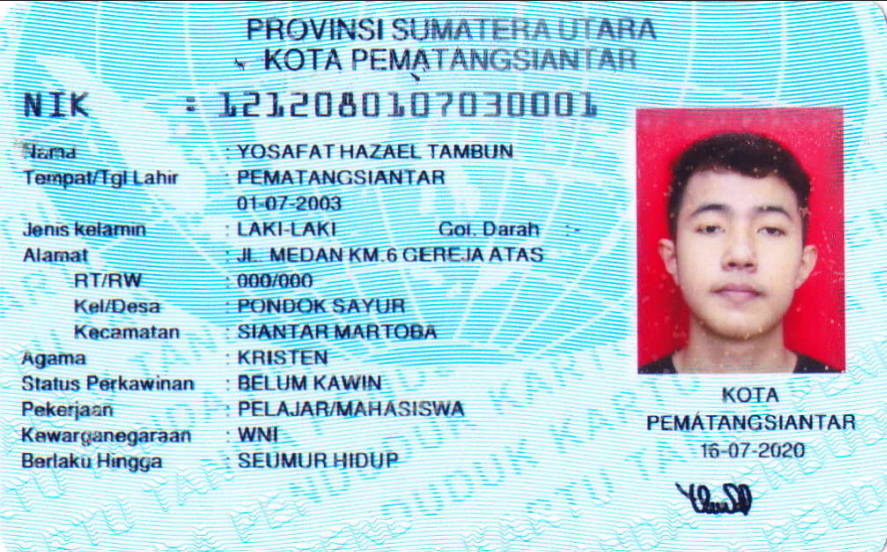 PROVINSI SUMATERA UTARA
KOTA PEMATANGSIANTAR
NIK : 1212080107030001
Nama : YOSAFAT HAZAEL TAMBUN
Tempat/Tgl Lahir : PEMATANGSIANTAR
01-07-2003
Jenis kelamin : LAKI-LAKI Gol. Darah : -
Alamat : JL. MEDAN KM.6 GEREJA ATAS
RT/RW : 000/000
Kel/Desa : PONDOK SAYUR
Kecamatan : SIANTAR MARTOBA
Agama : KRISTEN
Status Perkawinan : BELUM KAWIN
Pekerjaan : PELAJAR/MAHASISWA
Kewarganegaraan : WNI
Berlaku Hingga : SEUMUR HIDUP
KOTA
PEMATANGSIANTAR
16-07-2020